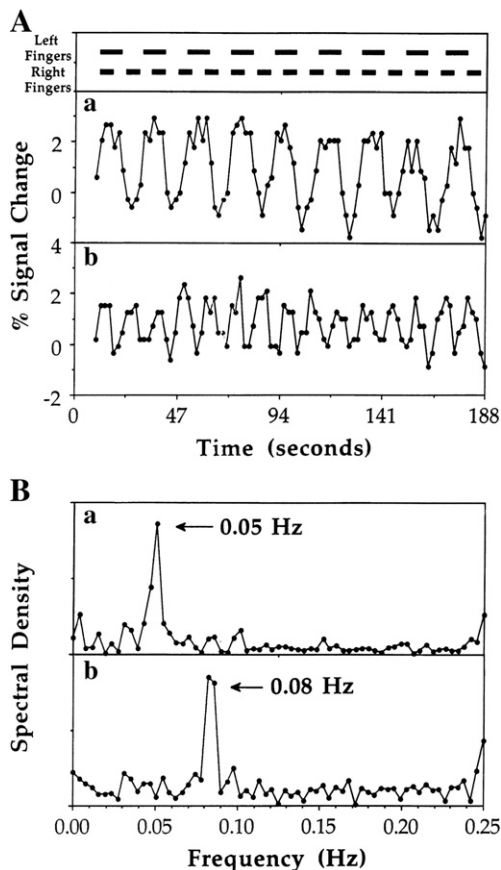 A
Left
Fingers
Right
Fingers
a
2
0
% Signal Change
4
b
2
0
-2
0 47 94 141 188
Time (seconds)
B
a
0.05 Hz
Spectral Density
b
0.08 Hz
0.00 0.05 0.10 0.15 0.20 0.25
Frequency (Hz)